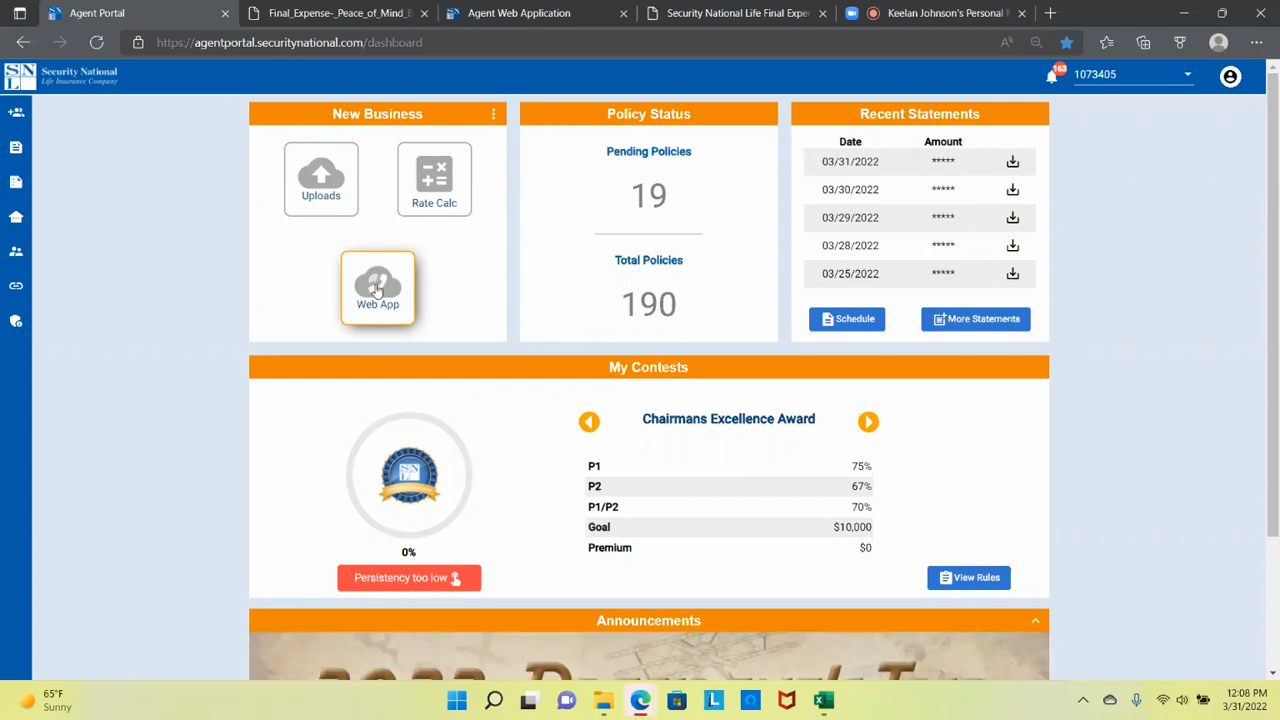 Agent Portal
Final_Expense-_Peace_of_Mind_B
Agent Web Application
Security National Life Final Expe
Keelan Johnson's Personal M
https://agentportal.securitynational.com/dashboard
SNL
Security National
Life Insurance Company
163
1073405
New Business
Policy Status
Recent Statements
Uploads
Rate Calc
Web App
Pending Policies
19
Total Policies
190
Date Amount
03/31/2022 *****
03/30/2022 *****
03/29/2022 *****
03/28/2022 *****
03/25/2022 *****
Schedule
More Statements
My Contests
SNL
0%
Persistency too low
Chairmans Excellence Award
P1 75%
P2 67%
P1/P2 70%
Goal $10,000
Premium $0
View Rules
Announcements
65°F
Sunny
12:08 PM
3/31/2022